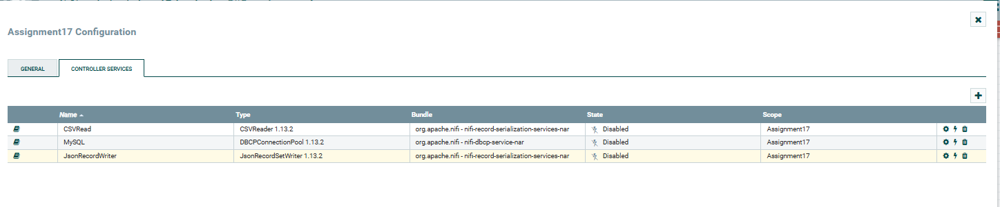 Assignment17 Configuration
GENERAL
CONTROLLER SERVICES
Name Type Bundle State Scope
CSVRead CSVReader 1.13.2 org.apache.nifi - nifi-record-serialization-services-nar Disabled Assignment17
MySQL DBCPConnectionPool 1.13.2 org.apache.nifi - nifi-dbcp-service-nar Disabled Assignment17
JsonRecordWriter JsonRecordSetWriter 1.13.2 org.apache.nifi - nifi-record-serialization-services-nar Disabled Assignment17